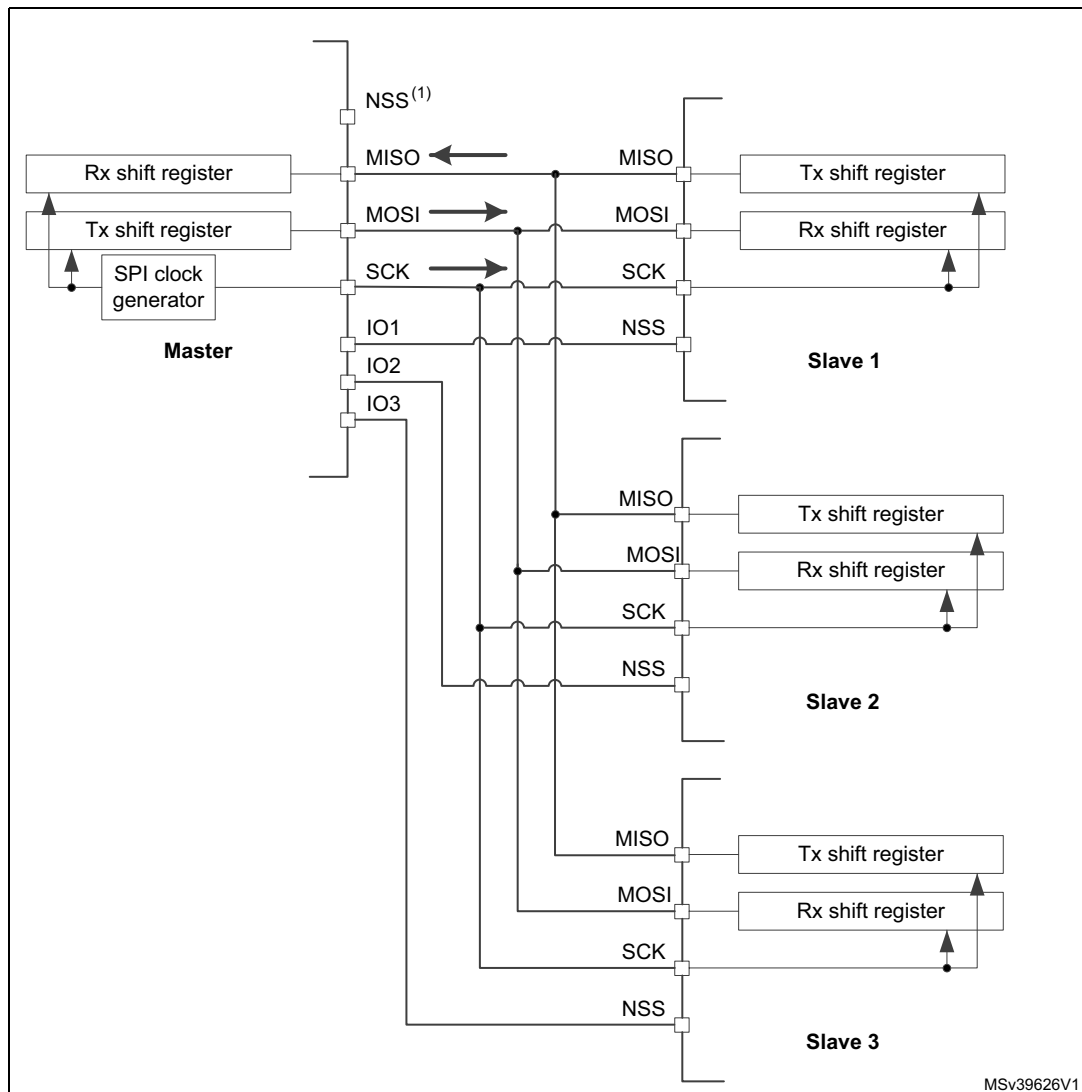 NSS(1)
MISO
MISO
Rx shift register
Tx shift register
MOSI
MOSI
Tx shift register
Rx shift register
SCK
SCK
SPI clock
generator
IO1
NSS
Master
Slave 1
IO2
IO3
MISO
Tx shift register
MOSI
Rx shift register
SCK
NSS
Slave 2
MISO
Tx shift register
MOSI
Rx shift register
SCK
NSS
Slave 3
MSv39626V1